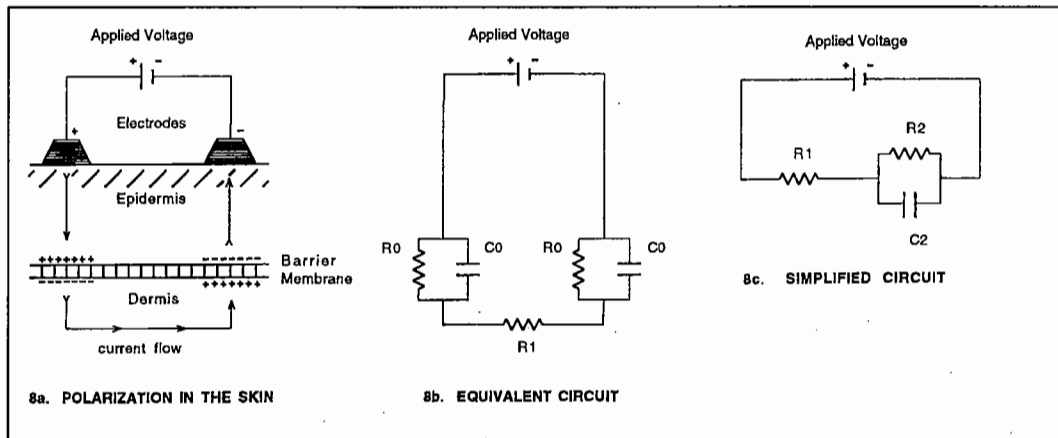 Applied Voltage
+ -
Electrodes
+ -
Epidermis
+++++++ -------
Barrier
Membrane
------- +++++++
Dermis
current flow
8a. POLARIZATION IN THE SKIN
Applied Voltage
+ -
R0 C0 R0 C0
R1
8b. EQUIVALENT CIRCUIT
Applied Voltage
+ -
R2
R1
C2
8c. SIMPLIFIED CIRCUIT